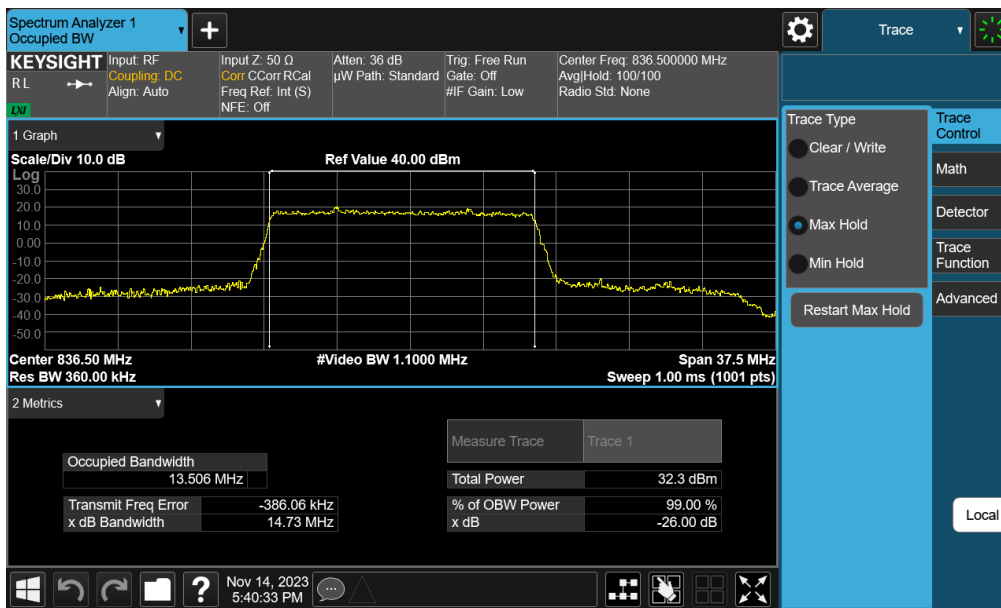 Spectrum Analyzer 1
Occupied BW
+
Trace
KEYSIGHT
R L
LXI
Input: RF
Coupling: DC
Align: Auto
Input Z: 50 Ω
Corr CCorr RCal
Freq Ref: Int (S)
NFE: Off
Atten: 36 dB
µW Path: Standard
Trig: Free Run
Gate: Off
#IF Gain: Low
Center Freq: 836.500000 MHz
Avg|Hold: 100/100
Radio Std: None
1 Graph
Scale/Div 10.0 dB
Ref Value 40.00 dBm
Log
30.0
20.0
10.0
0.00
-10.0
-20.0
-30.0
-40.0
-50.0
Center 836.50 MHz
#Video BW 1.1000 MHz
Span 37.5 MHz
Res BW 360.00 kHz
Sweep 1.00 ms (1001 pts)
2 Metrics
Measure Trace Trace 1
Occupied Bandwidth
13.506 MHz
Total Power 32.3 dBm
Transmit Freq Error -386.06 kHz
% of OBW Power 99.00 %
x dB Bandwidth 14.73 MHz
x dB -26.00 dB
Trace Type
Clear / Write
Trace Average
Max Hold
Min Hold
Restart Max Hold
Trace
Control
Math
Detector
Trace
Function
Advanced
Local
?
Nov 14, 2023
5:40:33 PM